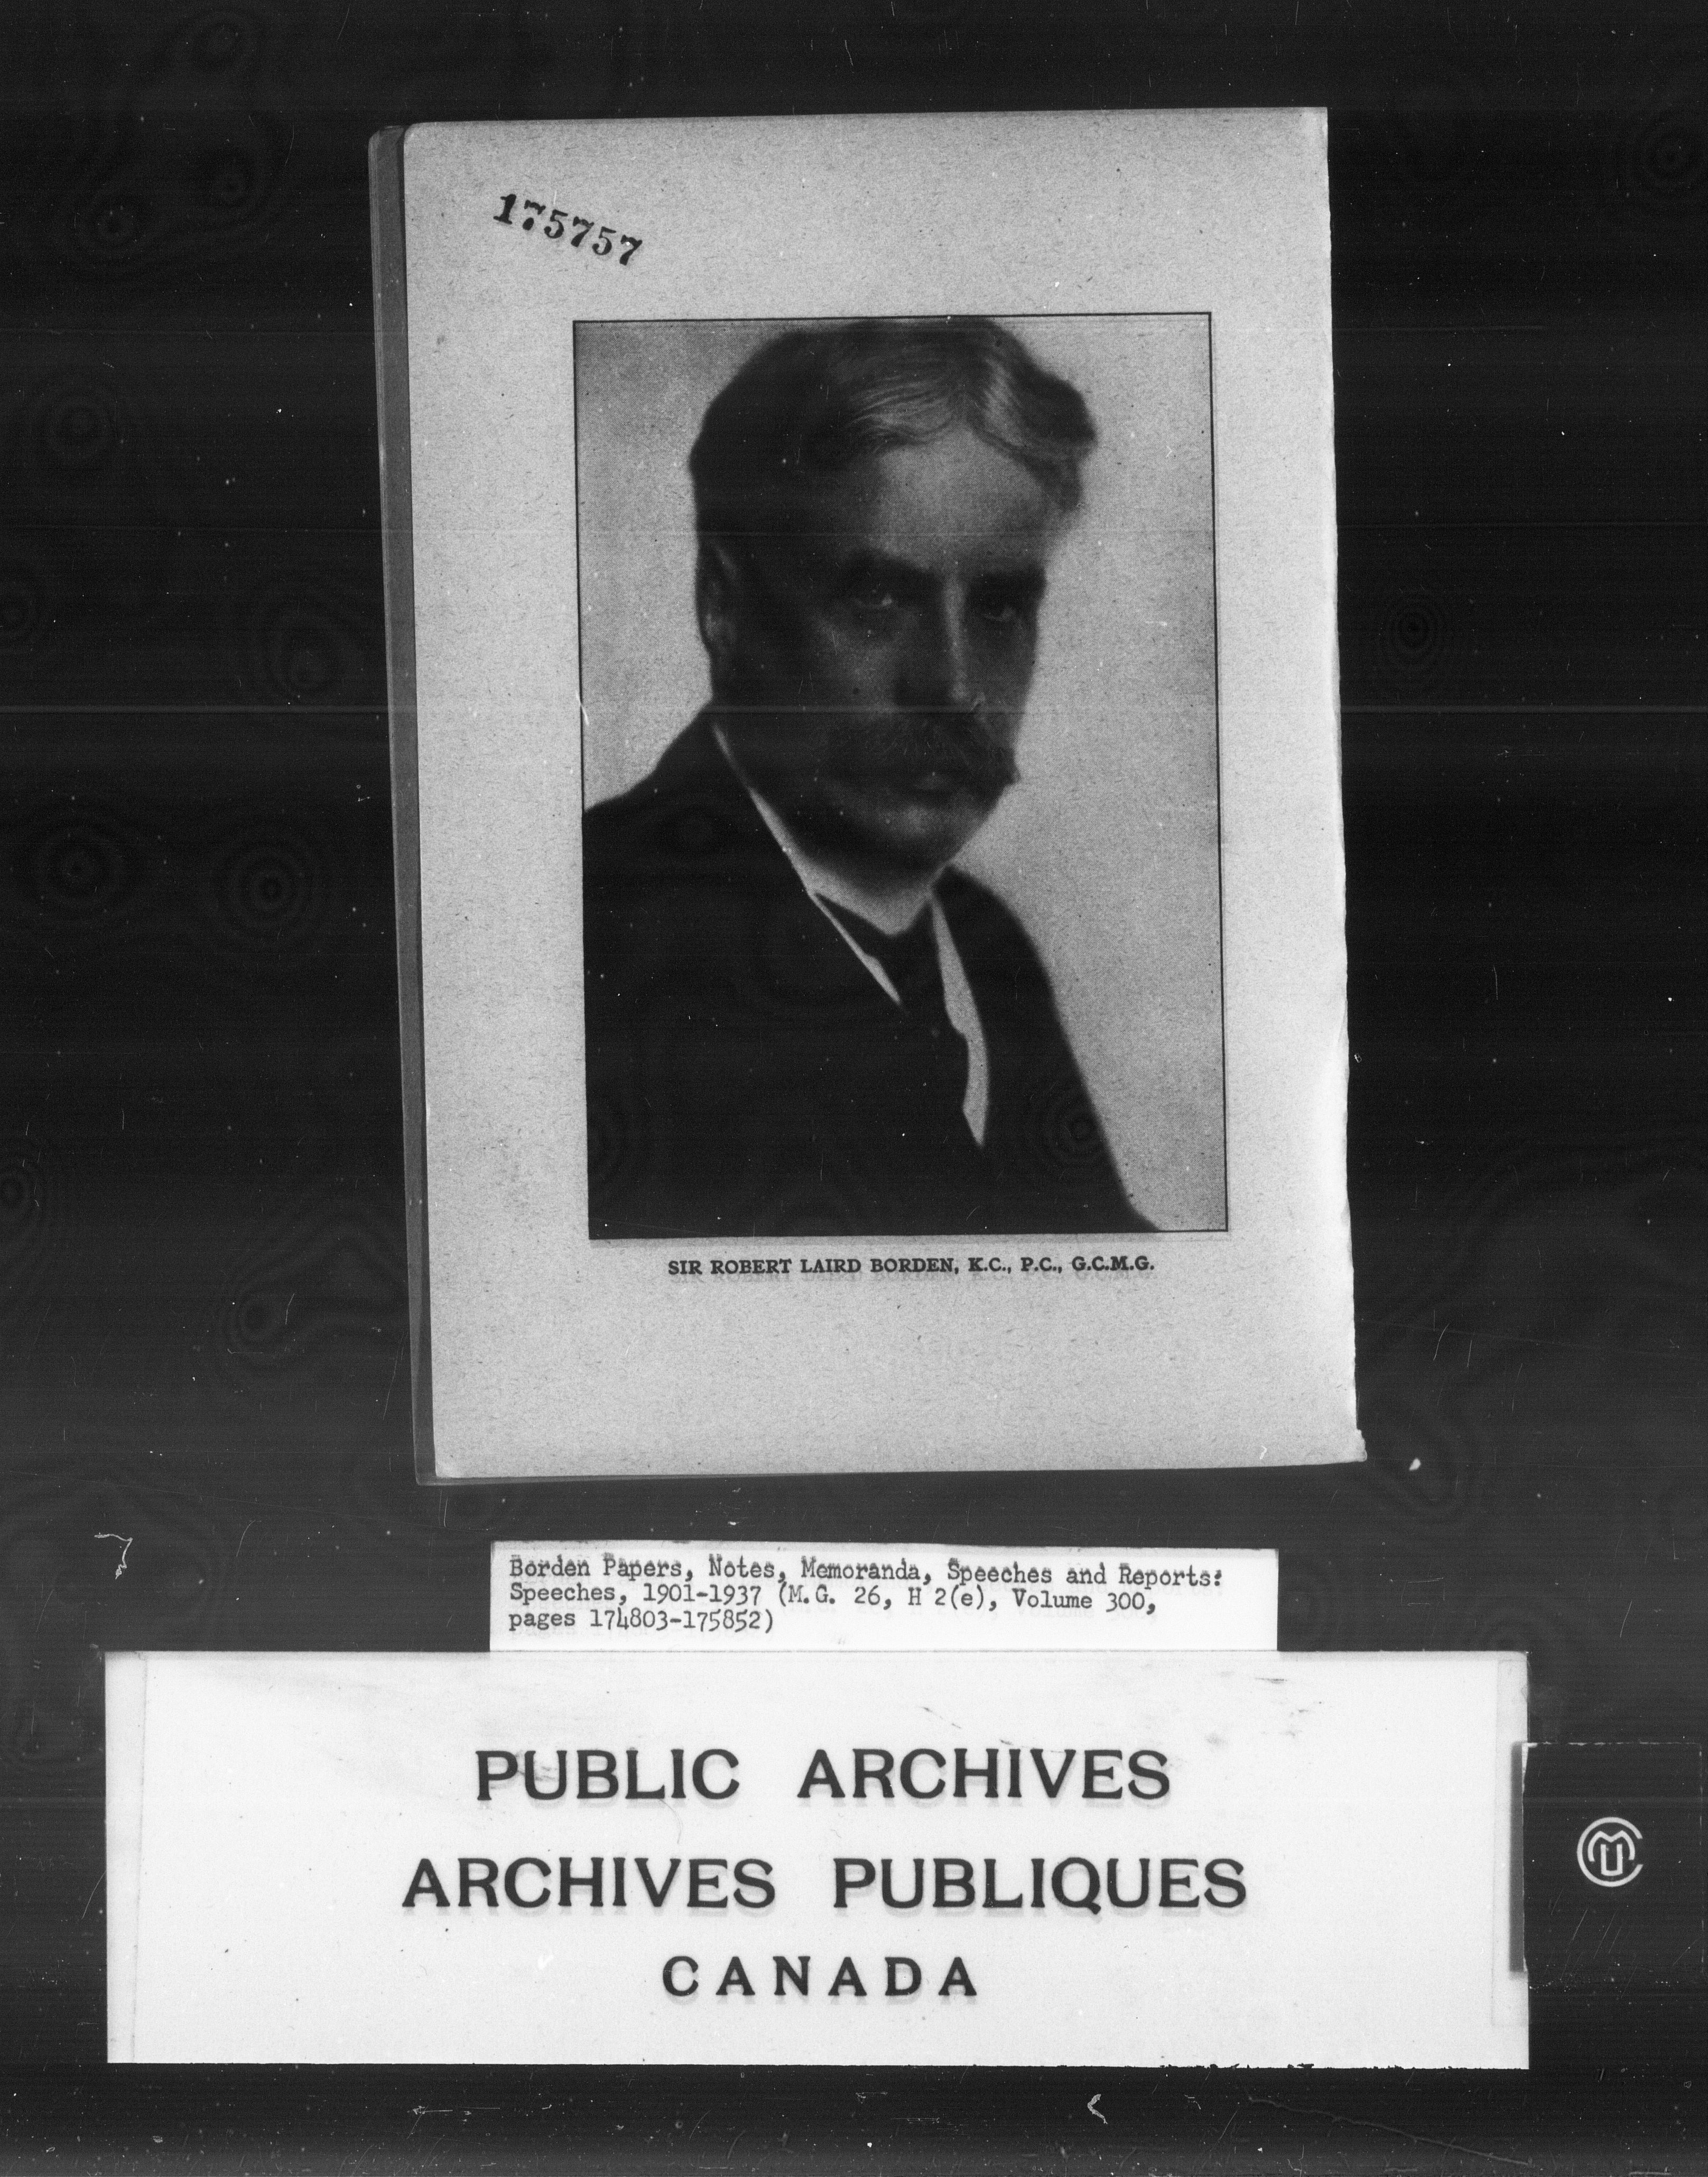 175757
SIR ROBERT LAIRD BORDEN, K.C., P.C., G.C.M.G.
Borden Papers, Notes, Memoranda, Speeches and Reports:
Speeches, 1901-1937 (M.G. 26, H 2(e), Volume 300,
pages 174803-175852)
PUBLIC ARCHIVES
ARCHIVES PUBLIQUES
CANADA